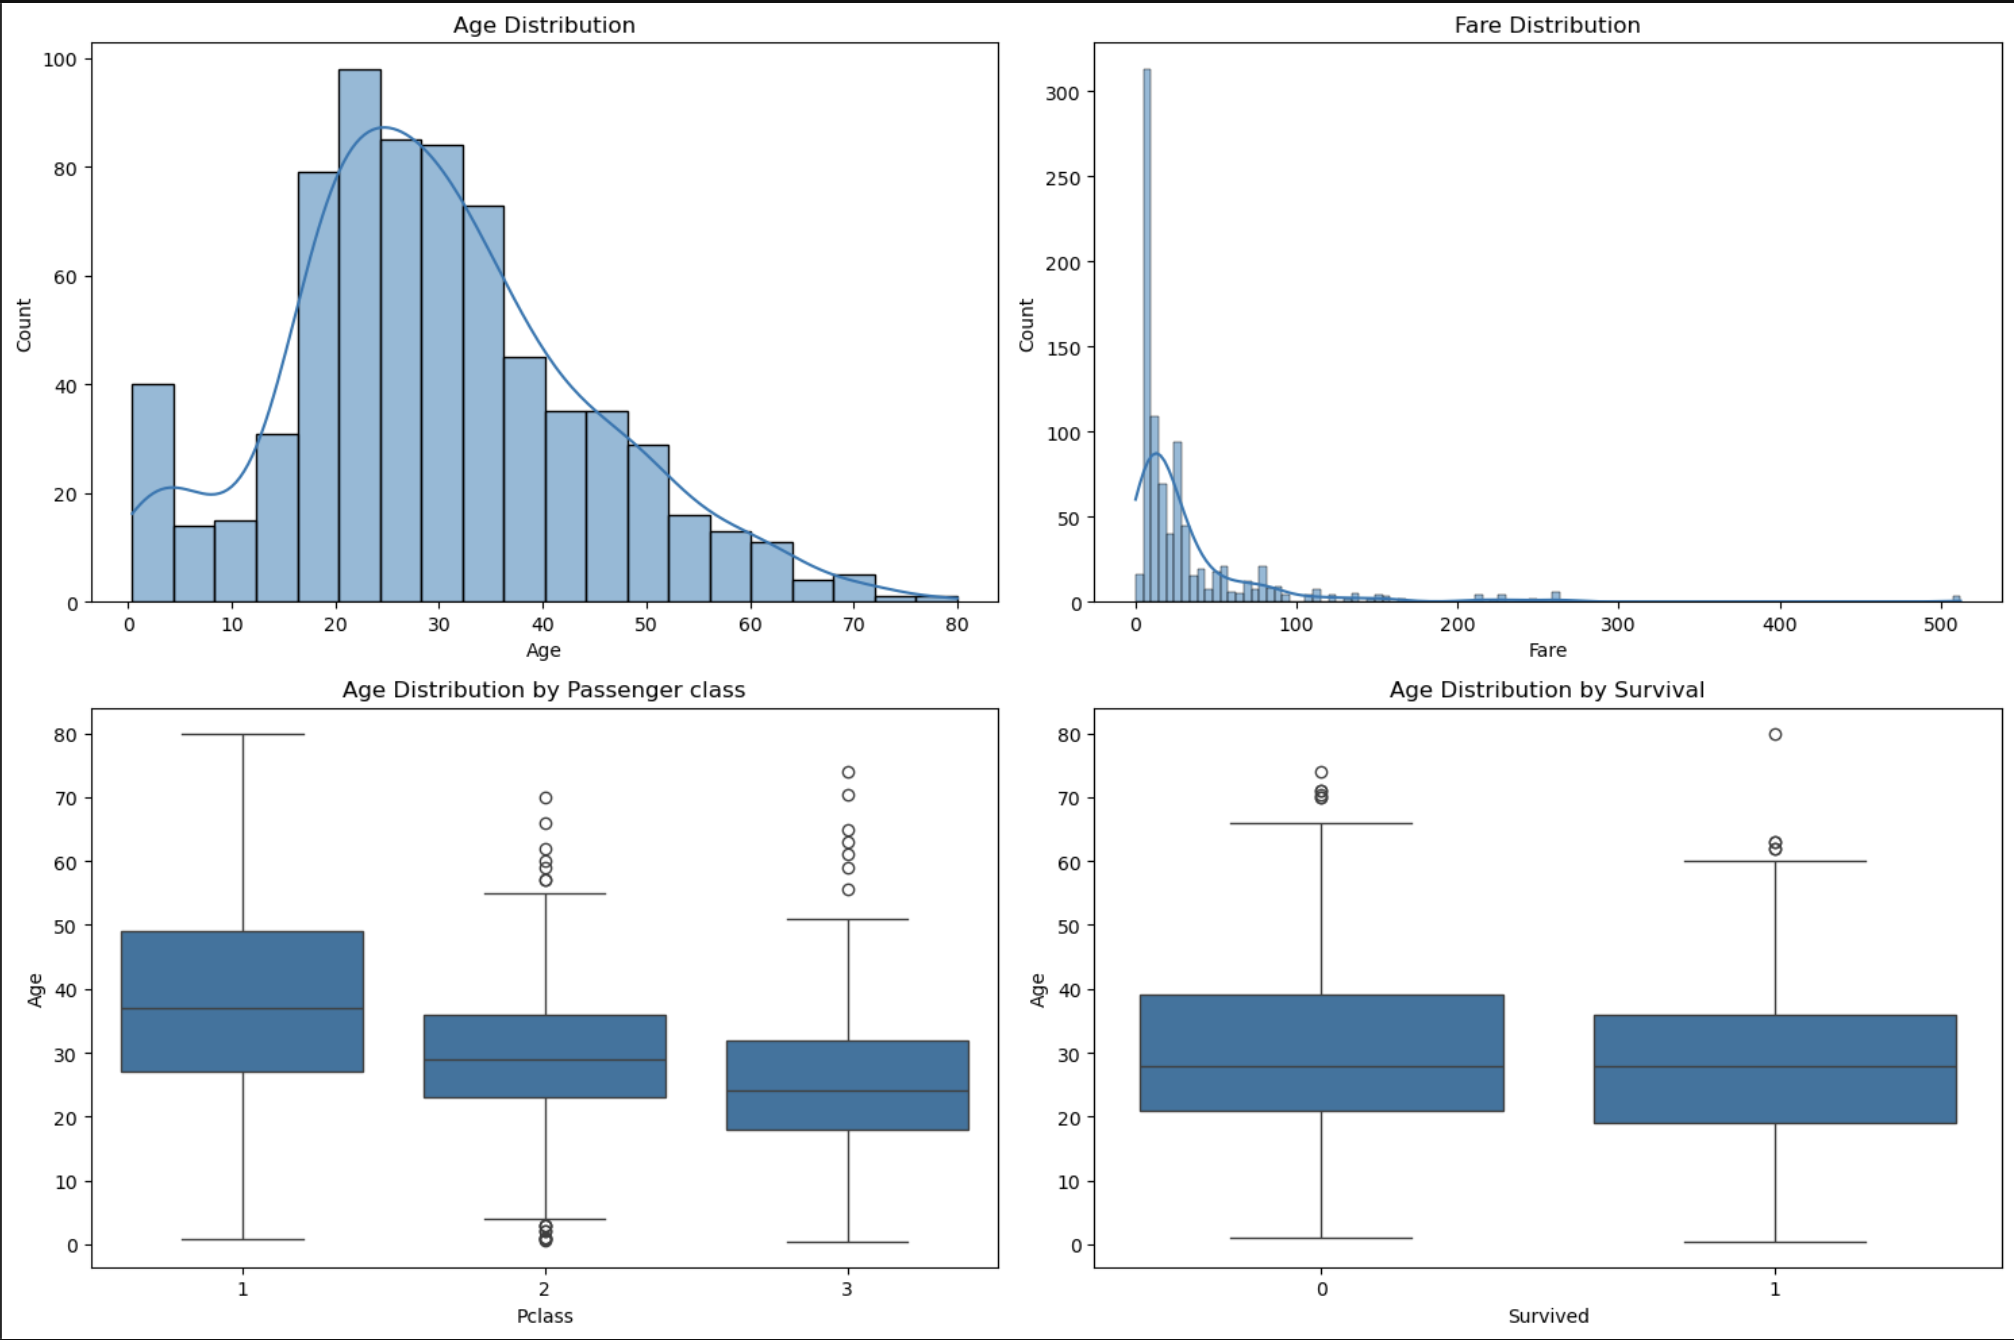 Age Distribution
100
80
60
40
20
0
Count
0 10 20 30 40 50 60 70 80
Age
Fare Distribution
300
250
200
150
100
50
0
Count
0 100 200 300 400 500
Fare
Age Distribution by Passenger class
80
70
60
50
40
30
20
10
0
Age
1 2 3
Pclass
Age Distribution by Survival
80
70
60
50
40
30
20
10
0
Age
0 1
Survived